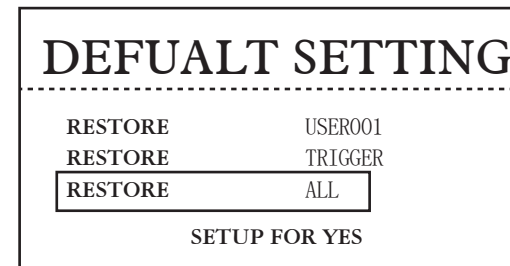 DEFUALT SETTING
RESTORE USER001
RESTORE TRIGGER
RESTORE ALL
SETUP FOR YES